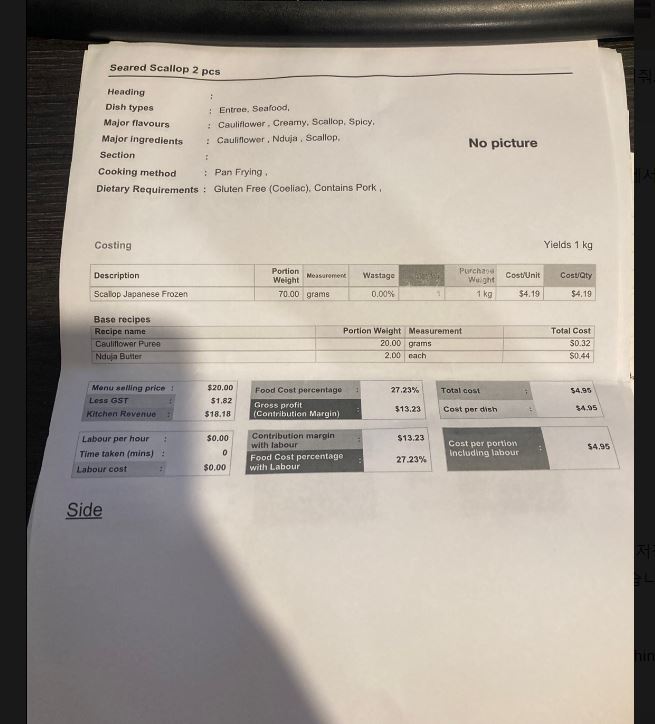 Seared Scallop 2 pcs
Heading :
Dish types : Entree, Seafood,
Major flavours : Cauliflower , Creamy, Scallop, Spicy,
Major ingredients : Cauliflower , Nduja , Scallop,
No picture
Section :
Cooking method : Pan Frying ,
Dietary Requirements : Gluten Free (Coeliac), Contains Pork ,
Costing Yields 1 kg
Description Portion Weight Measurement Wastage Purchase Weight Cost/Unit Cost/Qty
Scallop Japanese Frozen 70.00 grams 0.00% 1 1 kg $4.19 $4.19
Base recipes
Recipe name Portion Weight Measurement Total Cost
Cauliflower Puree 20.00 grams $0.32
Nduja Butter 2.00 each $0.44
Menu selling price : $20.00 Food Cost percentage : 27.23% Total cost : $4.95
Less GST : $1.82 Gross profit
Kitchen Revenue : $18.18 (Contribution Margin) : $13.23 Cost per dish : $4.95
Labour per hour : $0.00 Contribution margin with labour : $13.23 Cost per portion including labour : $4.95
Time taken (mins) : 0 Food Cost percentage with Labour : 27.23%
Labour cost : $0.00
Side